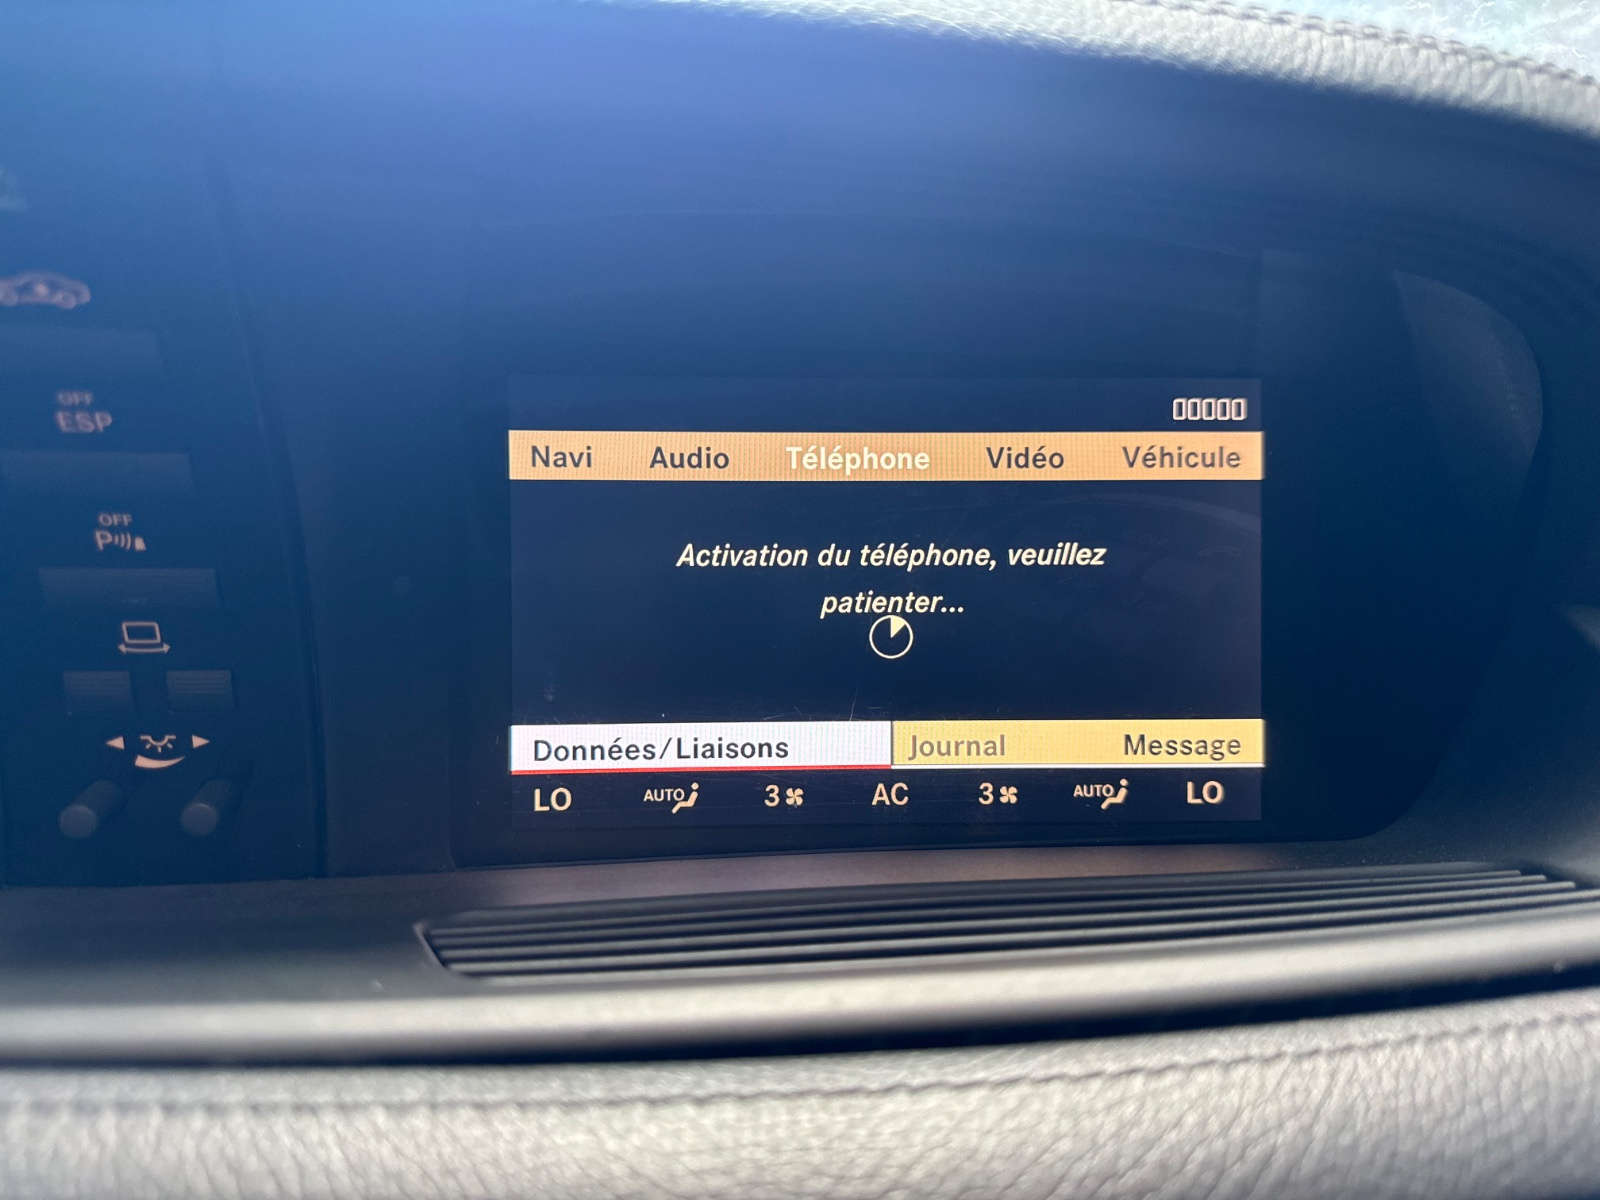 OFF
ESP
OFF
P
Navi Audio Téléphone Vidéo Véhicule
Activation du téléphone, veuillez
patienter...
Données/Liaisons Journal Message
LO AUTO 3 AC 3 AUTO LO